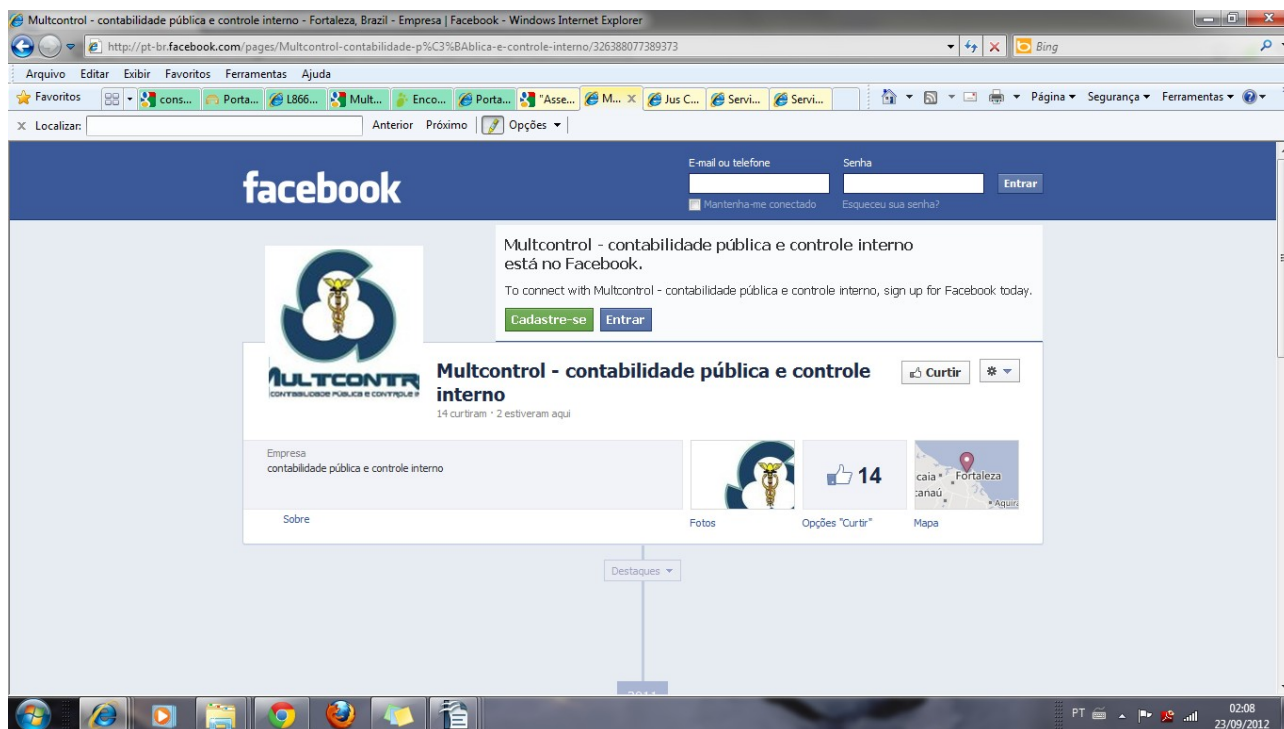 Multcontrol - contabilidade pública e controle interno - Fortaleza, Brazil - Empresa | Facebook - Windows Internet Explorer
http://pt-br.facebook.com/pages/Multcontrol-contabilidade-p%C3%BAblica-e-controle-interno/326388077389373
Bing
Arquivo Editar Exibir Favoritos Ferramentas Ajuda
Favoritos cons... Porta... L866... Mult... Enco... Porta... "Asse... M... Jus C... Servi... Servi... Página Segurança Ferramentas
x Localizar: Anterior Próximo Opções
E-mail ou telefone Senha
facebook
Entrar
Mantenha-me conectado Esqueceu sua senha?
Multcontrol - contabilidade pública e controle interno
está no Facebook.
To connect with Multcontrol - contabilidade pública e controle interno, sign up for Facebook today.
Cadastre-se Entrar
MULTCONTR
CONTABILIDADE PÚBLICA E CONTROLE I
Multcontrol - contabilidade pública e controle
interno
Curtir
14 curtiram · 2 estiveram aqui
Empresa
contabilidade pública e controle interno
14
caia Fortaleza
canaú
Aquira
Sobre
Fotos Opções "Curtir" Mapa
Destaques
PT
02:08
23/09/2012